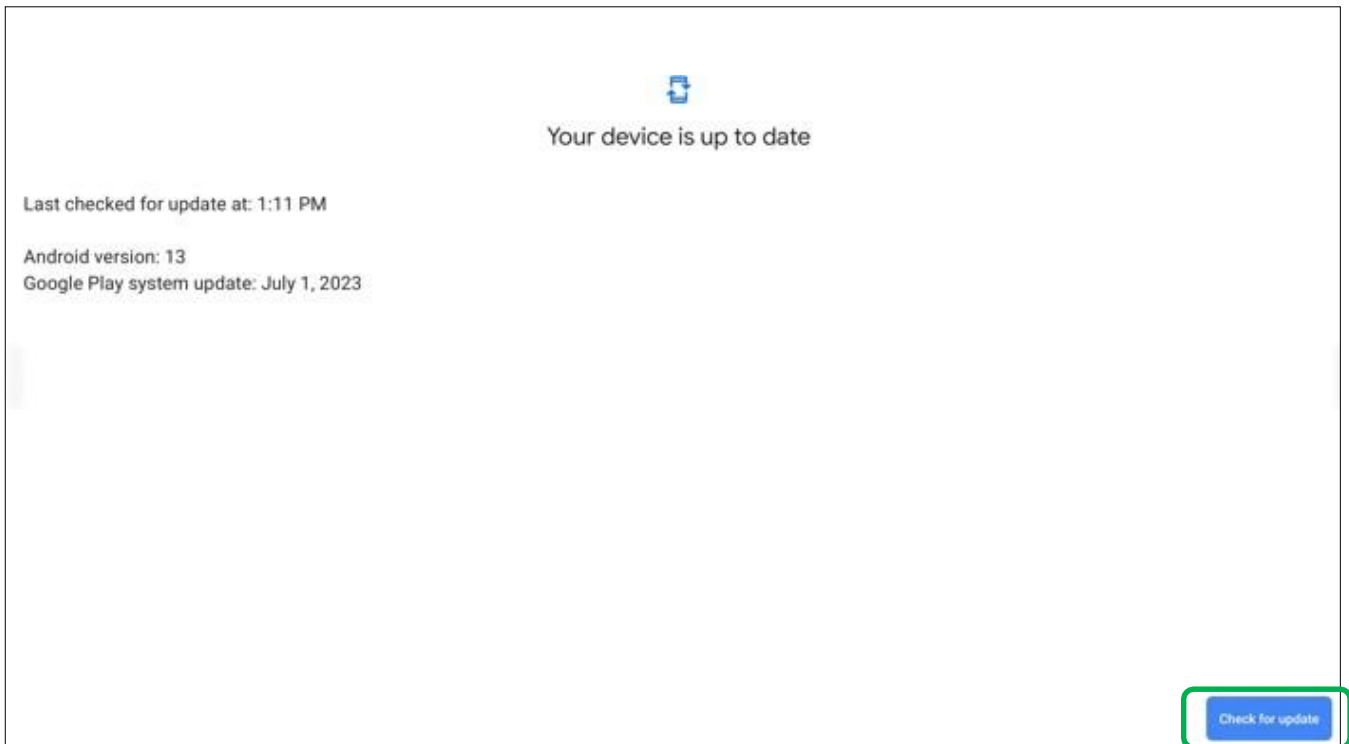 Your device is up to date
Last checked for update at: 1:11 PM
Android version: 13
Google Play system update: July 1, 2023
Check for update